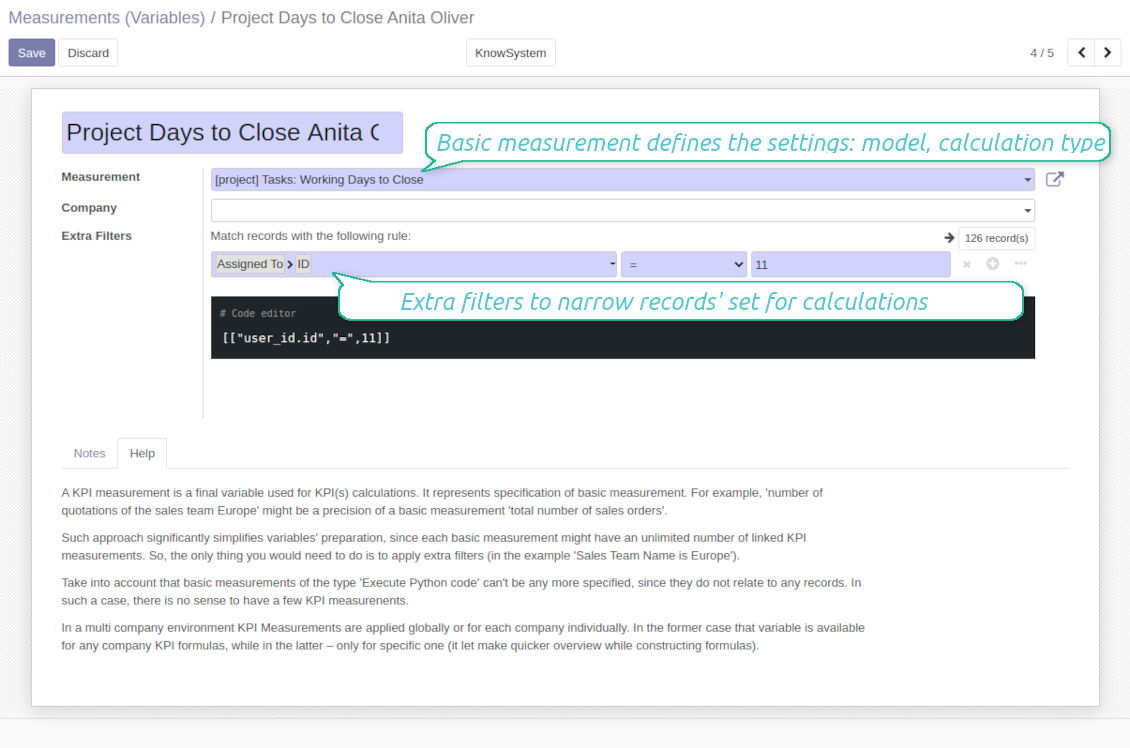 Measurements (Variables) / Project Days to Close Anita Oliver
Save Discard KnowSystem 4 / 5
Project Days to Close Anita C
Basic measurement defines the settings: model, calculation type
Measurement [project] Tasks: Working Days to Close
Company
Extra Filters Match records with the following rule: 126 record(s)
Assigned To ID = 11
Extra filters to narrow records' set for calculations
# Code editor
[["user_id.id","=",11]]
Notes Help
A KPI measurement is a final variable used for KPI(s) calculations. It represents specification of basic measurement. For example, 'number of
quotations of the sales team Europe' might be a precision of a basic measurement 'total number of sales orders'.
Such approach significantly simplifies variables' preparation, since each basic measurement might have an unlimited number of linked KPI
measurements. So, the only thing you would need to do is to apply extra filters (in the example 'Sales Team Name is Europe').
Take into account that basic measurements of the type 'Execute Python code' can't be any more specified, since they do not relate to any records. In
such a case, there is no sense to have a few KPI measurenents.
In a multi company environment KPI Measurements are applied globally or for each company individually. In the former case that variable is available
for any company KPI formulas, while in the latter – only for specific one (it let make quicker overview while constructing formulas).